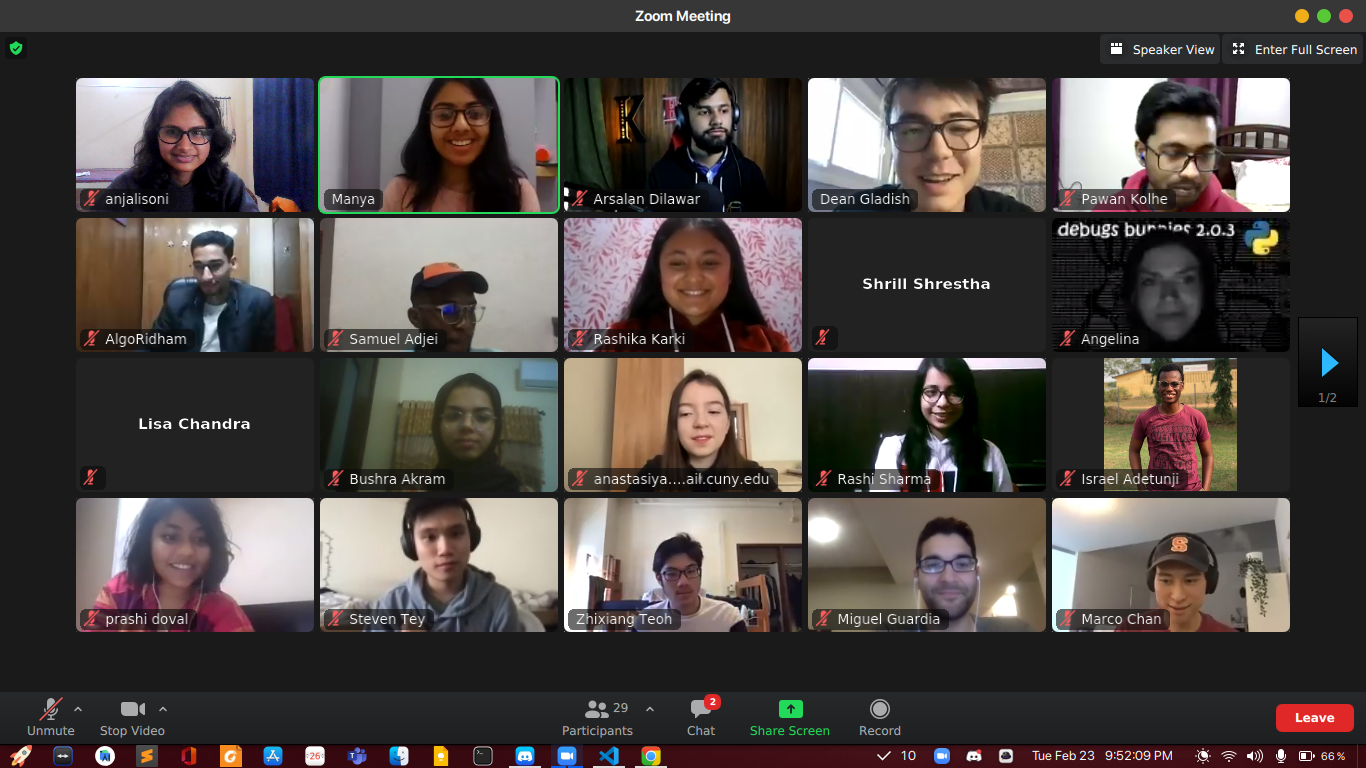 Zoom Meeting
Speaker View
Enter Full Screen
anjalisoni
Manya
K
Arsalan Dilawar
Dean Gladish
Pawan Kolhe
AlgoRidham
Samuel Adjei
Rashika Karki
Shrill Shrestha
debugs bunnies 2.0.3
Angelina
1/2
Lisa Chandra
Bushra Akram
anastasiya....ail.cuny.edu
Rashi Sharma
Israel Adetunji
prashi doval
Steven Tey
Zhixiang Teoh
Miguel Guardia
S
Marco Chan
Unmute
Stop Video
29
Participants
2
Chat
Share Screen
Record
Leave
26
10
Tue Feb 23
9:52:09 PM
66 %